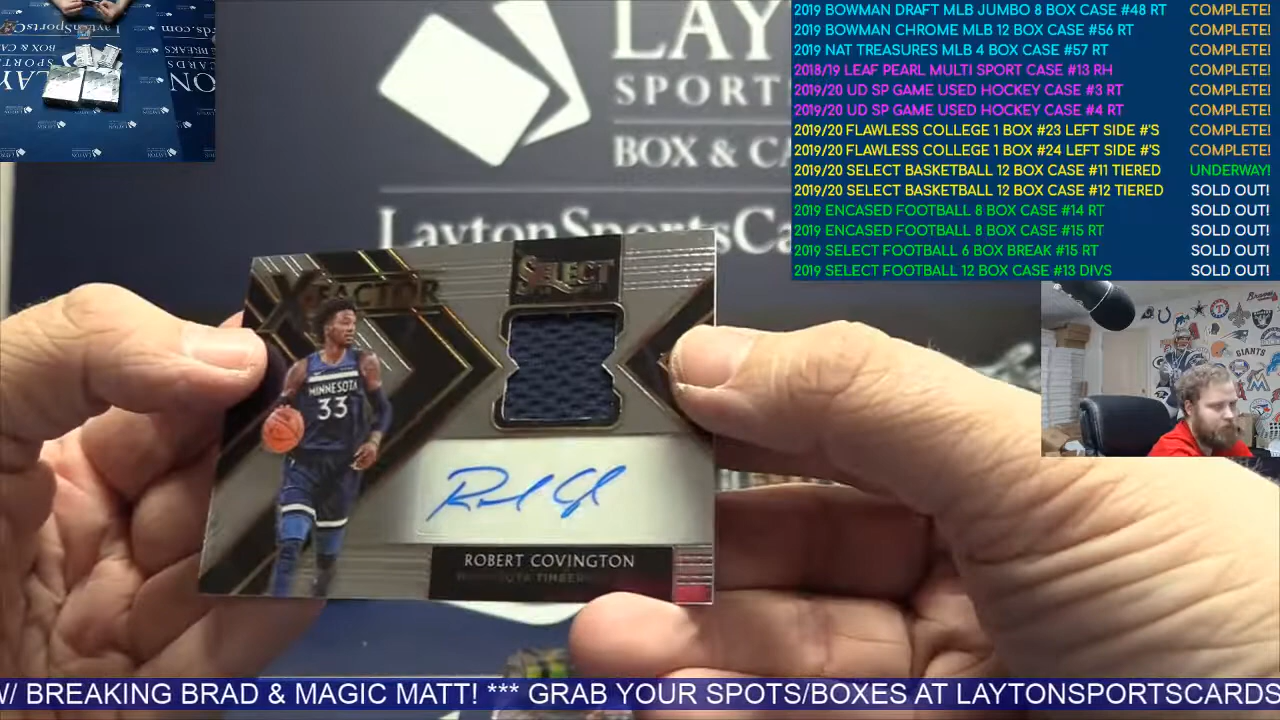 2019 BOWMAN DRAFT MLB JUMBO 8 BOX CASE #48 RT COMPLETE!
2019 BOWMAN CHROME MLB 12 BOX CASE #56 RT COMPLETE!
2019 NAT TREASURES MLB 4 BOX CASE #57 RT COMPLETE!
2018/19 LEAF PEARL MULTI SPORT CASE #13 RH COMPLETE!
2019/20 UD SP GAME USED HOCKEY CASE #3 RT COMPLETE!
2019/20 UD SP GAME USED HOCKEY CASE #4 RT COMPLETE!
2019/20 FLAWLESS COLLEGE 1 BOX #23 LEFT SIDE #'S COMPLETE!
2019/20 FLAWLESS COLLEGE 1 BOX #24 LEFT SIDE #'S COMPLETE!
2019/20 SELECT BASKETBALL 12 BOX CASE #11 TIERED UNDERWAY!
2019/20 SELECT BASKETBALL 12 BOX CASE #12 TIERED SOLD OUT!
2019 ENCASED FOOTBALL 8 BOX CASE #14 RT SOLD OUT!
2019 ENCASED FOOTBALL 8 BOX CASE #15 RT SOLD OUT!
2019 SELECT FOOTBALL 6 BOX BREAK #15 RT SOLD OUT!
2019 SELECT FOOTBALL 12 BOX CASE #13 DIVS SOLD OUT!
LAY
SPORT
BOX & CA
LaytonSportsCa
X-FACTOR
SELECT
MINNESOTA
33
ROBERT COVINGTON
GIANTS
W/ BREAKING BRAD & MAGIC MATT! *** GRAB YOUR SPOTS/BOXES AT LAYTONSPORTSCARDS